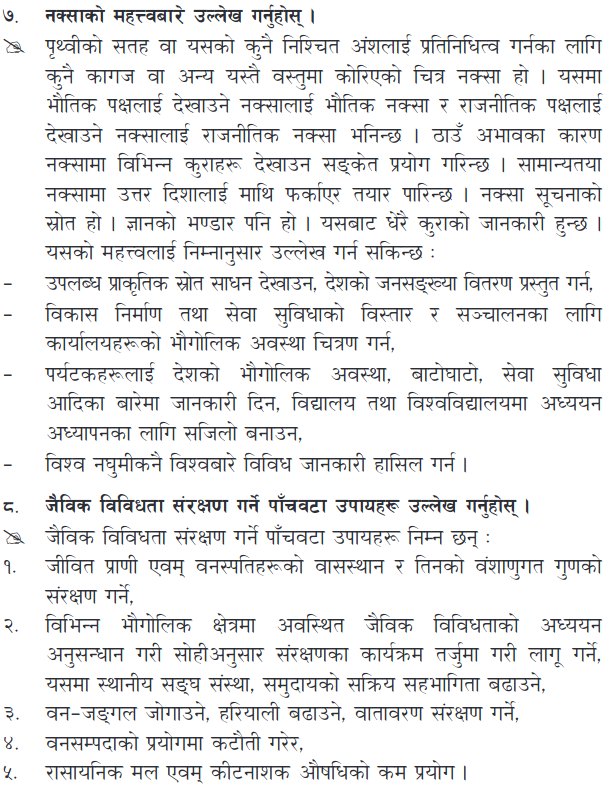 ७. नक्साको महत्त्वबारे उल्लेख गर्नुहोस् ।
पृथ्वीको सतह वा यसको कुनै निश्चित अंशलाई प्रतिनिधित्व गर्नका लागि
कुनै कागज वा अन्य यस्तै वस्तुमा कोरिएको चित्र नक्सा हो । यसमा
भौतिक पक्षलाई देखाउने नक्सालाई भौतिक नक्सा र राजनीतिक पक्षलाई
देखाउने नक्सालाई राजनीतिक नक्सा भनिन्छ । ठाउँ अभावका कारण
नक्सामा विभिन्न कुराहरू देखाउन सङ्केत प्रयोग गरिन्छ । सामान्यतया
नक्सामा उत्तर दिशालाई माथि फर्काएर तयार पारिन्छ । नक्सा सूचनाको
स्रोत हो । ज्ञानको भण्डार पनि हो । यसबाट धेरै कुराको जानकारी हुन्छ ।
यसको महत्त्वलाई निम्नानुसार उल्लेख गर्न सकिन्छ :
– उपलब्ध प्राकृतिक स्रोत साधन देखाउन, देशको जनसङ्ख्या वितरण प्रस्तुत गर्न,
– विकास निर्माण तथा सेवा सुविधाको विस्तार र सञ्चालनका लागि
कार्यालयहरूको भौगोलिक अवस्था चित्रण गर्न,
– पर्यटकहरूलाई देशको भौगोलिक अवस्था, बाटोघाटो, सेवा सुविधा
आदिका बारेमा जानकारी दिन, विद्यालय तथा विश्वविद्यालयमा अध्ययन
अध्यापनका लागि सजिलो बनाउन,
– विश्व नघुमीकनै विश्वबारे विविध जानकारी हासिल गर्न ।
८. जैविक विविधता संरक्षण गर्ने पाँचवटा उपायहरू उल्लेख गर्नुहोस् ।
जैविक विविधता संरक्षण गर्ने पाँचवटा उपायहरू निम्न छन् :
१. जीवित प्राणी एवम् वनस्पतिहरूको वासस्थान र तिनको वंशाणुगत गुणको
संरक्षण गर्ने,
२. विभिन्न भौगोलिक क्षेत्रमा अवस्थित जैविक विविधताको अध्ययन
अनुसन्धान गरी सोहीअनुसार संरक्षणका कार्यक्रम तर्जुमा गरी लागू गर्ने,
यसमा स्थानीय सङ्घ संस्था, समुदायको सक्रिय सहभागिता बढाउने,
३. वन–जङ्गल जोगाउने, हरियाली बढाउने, वातावरण संरक्षण गर्ने,
४. वनसम्पदाको प्रयोगमा कटौती गरेर,
५. रासायनिक मल एवम् कीटनाशक औषधिको कम प्रयोग ।